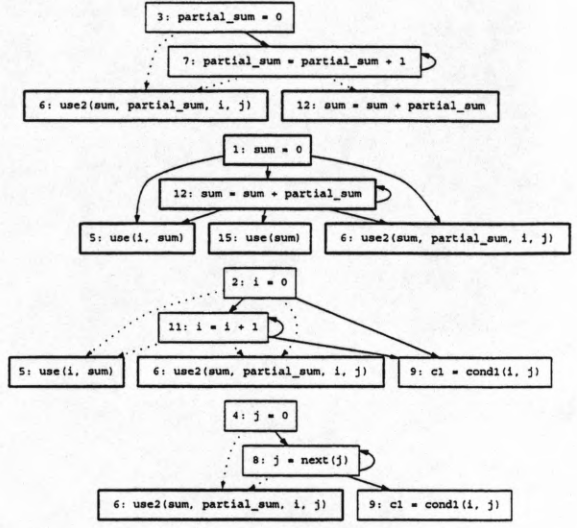 3: partial_sum = 0
7: partial_sum = partial_sum + 1
6: use2(sum, partial_sum, i, j) 12: sum = sum + partial_sum
1: sum = 0
12: sum = sum + partial_sum
5: use(i, sum) 15: use(sum) 6: use2(sum, partial_sum, i, j)
2: i = 0
11: i = i + 1
5: use(i, sum) 6: use2(sum, partial_sum, i, j) 9: c1 = cond1(i, j)
4: j = 0
8: j = next(j)
6: use2(sum, partial_sum, i, j) 9: c1 = cond1(i, j)